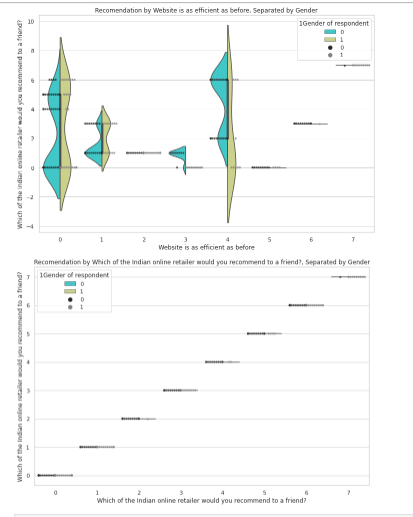 Recomendation by Website is as efficient as before, Separated by Gender
Which of the Indian online retailer would you recommend to a friend?
10
8
6
4
2
0
−2
−4
1Gender of respondent
0
1
0
1
0 1 2 3 4 5 6 7
Website is as efficient as before
Recomendation by Which of the Indian online retailer would you recommend to a friend?, Separated by Gender
Which of the Indian online retailer would you recommend to a friend?
7
6
5
4
3
2
1
0
1Gender of respondent
0
1
0
1
0 1 2 3 4 5 6 7
Which of the Indian online retailer would you recommend to a friend?